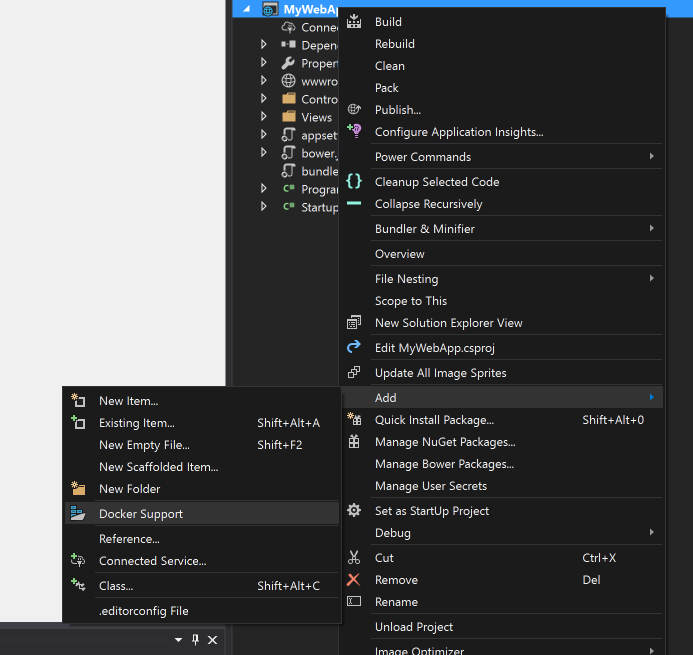 MyWebAp
Connec
Depen
Proper
wwwro
Contro
Views
appset
bower.
bundle
Progra
Startup
Build
Rebuild
Clean
Pack
Publish...
Configure Application Insights...
Power Commands
Cleanup Selected Code
Collapse Recursively
Bundler & Minifier
Overview
File Nesting
Scope to This
New Solution Explorer View
Edit MyWebApp.csproj
Update All Image Sprites
Add
Quick Install Package... Shift+Alt+0
Manage NuGet Packages...
Manage Bower Packages...
Manage User Secrets
Set as StartUp Project
Debug
Cut Ctrl+X
Remove Del
Rename
Unload Project
Image Optimizer
New Item...
Existing Item... Shift+Alt+A
New Empty File... Shift+F2
New Scaffolded Item...
New Folder
Docker Support
Reference...
Connected Service...
Class... Shift+Alt+C
.editorconfig File